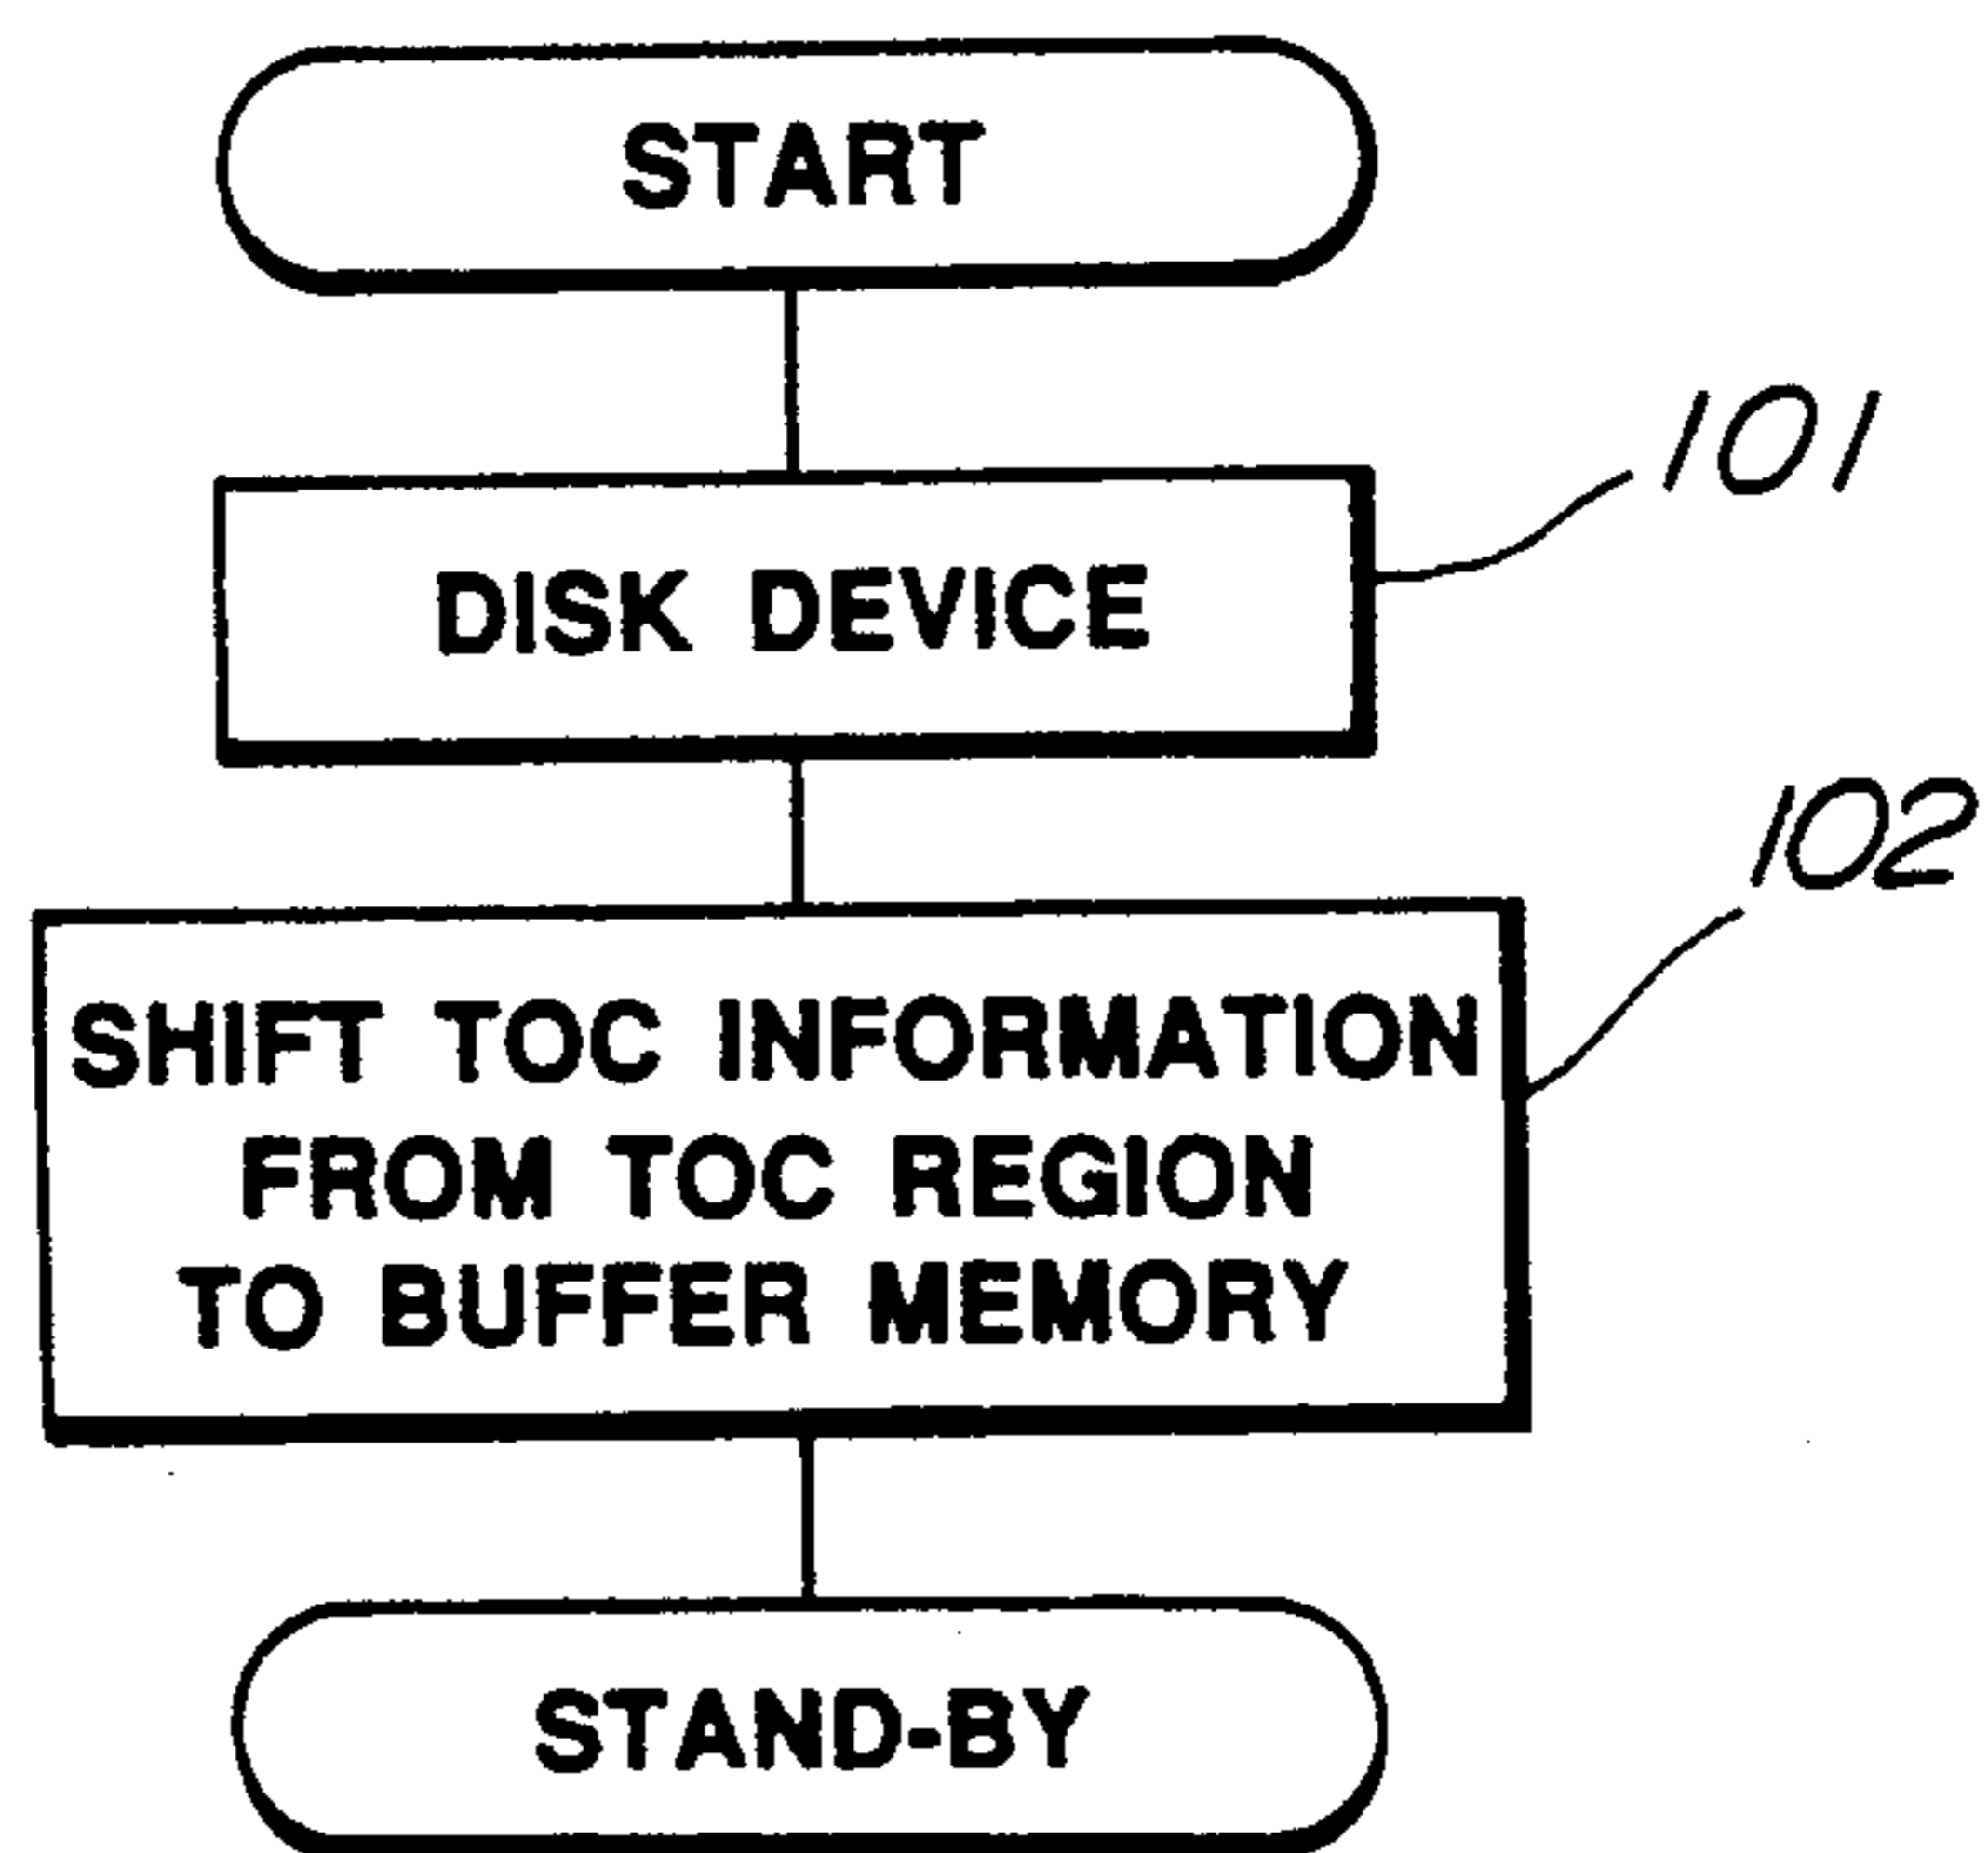 START
101
DISK DEVICE
102
SHIFT TOC INFORMATION
FROM TOC REGION
TO BUFFER MEMORY
STAND-BY